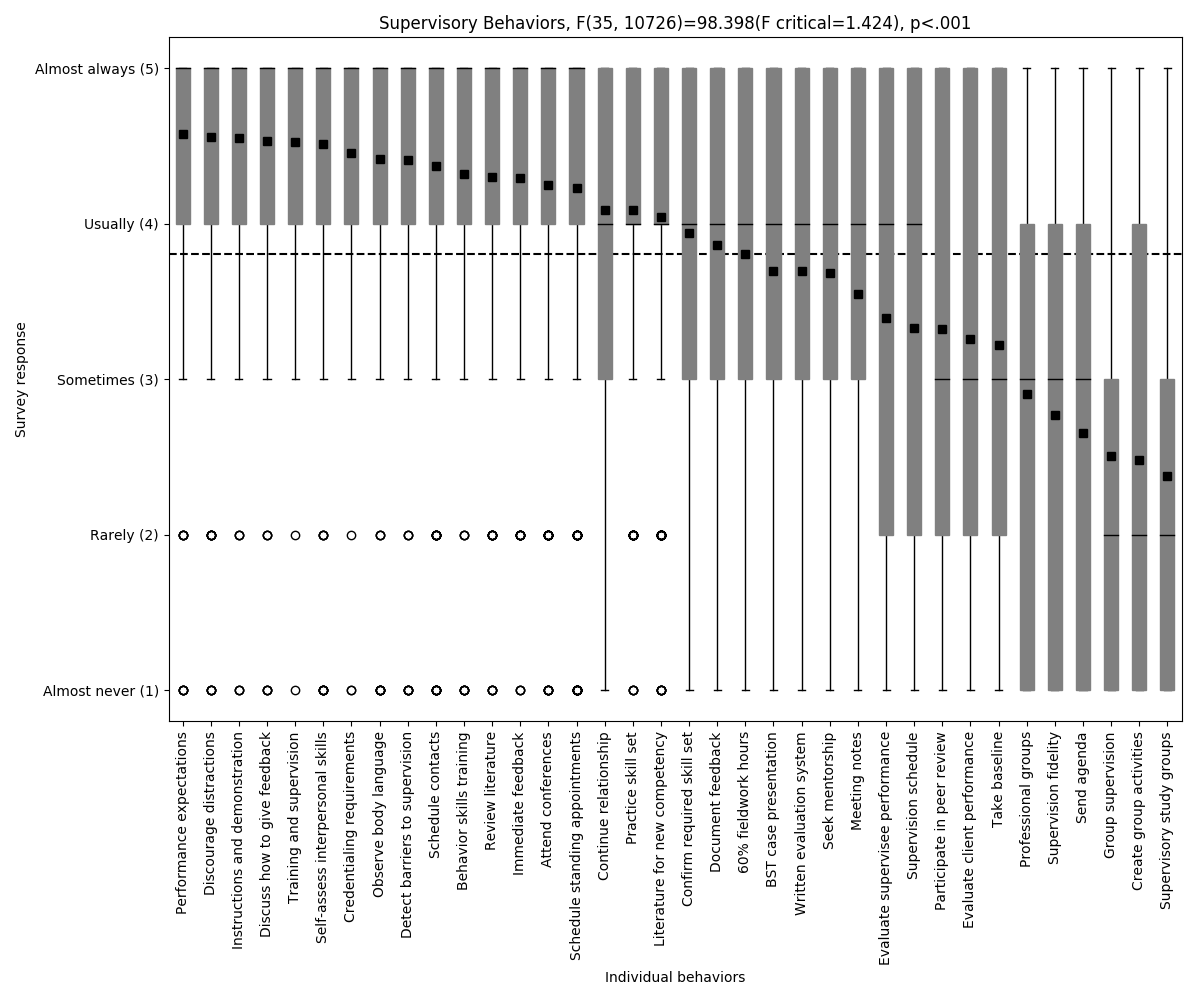 Supervisory Behaviors, F(35, 10726)=98.398(F critical=1.424), p<.001
Almost always (5)
Usually (4)
Sometimes (3)
Rarely (2)
Almost never (1)
Survey response
Performance expectations
Discourage distractions
Instructions and demonstration
Discuss how to give feedback
Training and supervision
Self-assess interpersonal skills
Credentialing requirements
Observe body language
Detect barriers to supervision
Schedule contacts
Behavior skills training
Review literature
Immediate feedback
Attend conferences
Schedule standing appointments
Continue relationship
Practice skill set
Literature for new competency
Confirm required skill set
Document feedback
60% fieldwork hours
BST case presentation
Written evaluation system
Seek mentorship
Meeting notes
Evaluate supervisee performance
Supervision schedule
Participate in peer review
Evaluate client performance
Take baseline
Professional groups
Supervision fidelity
Send agenda
Group supervision
Create group activities
Supervisory study groups
Individual behaviors